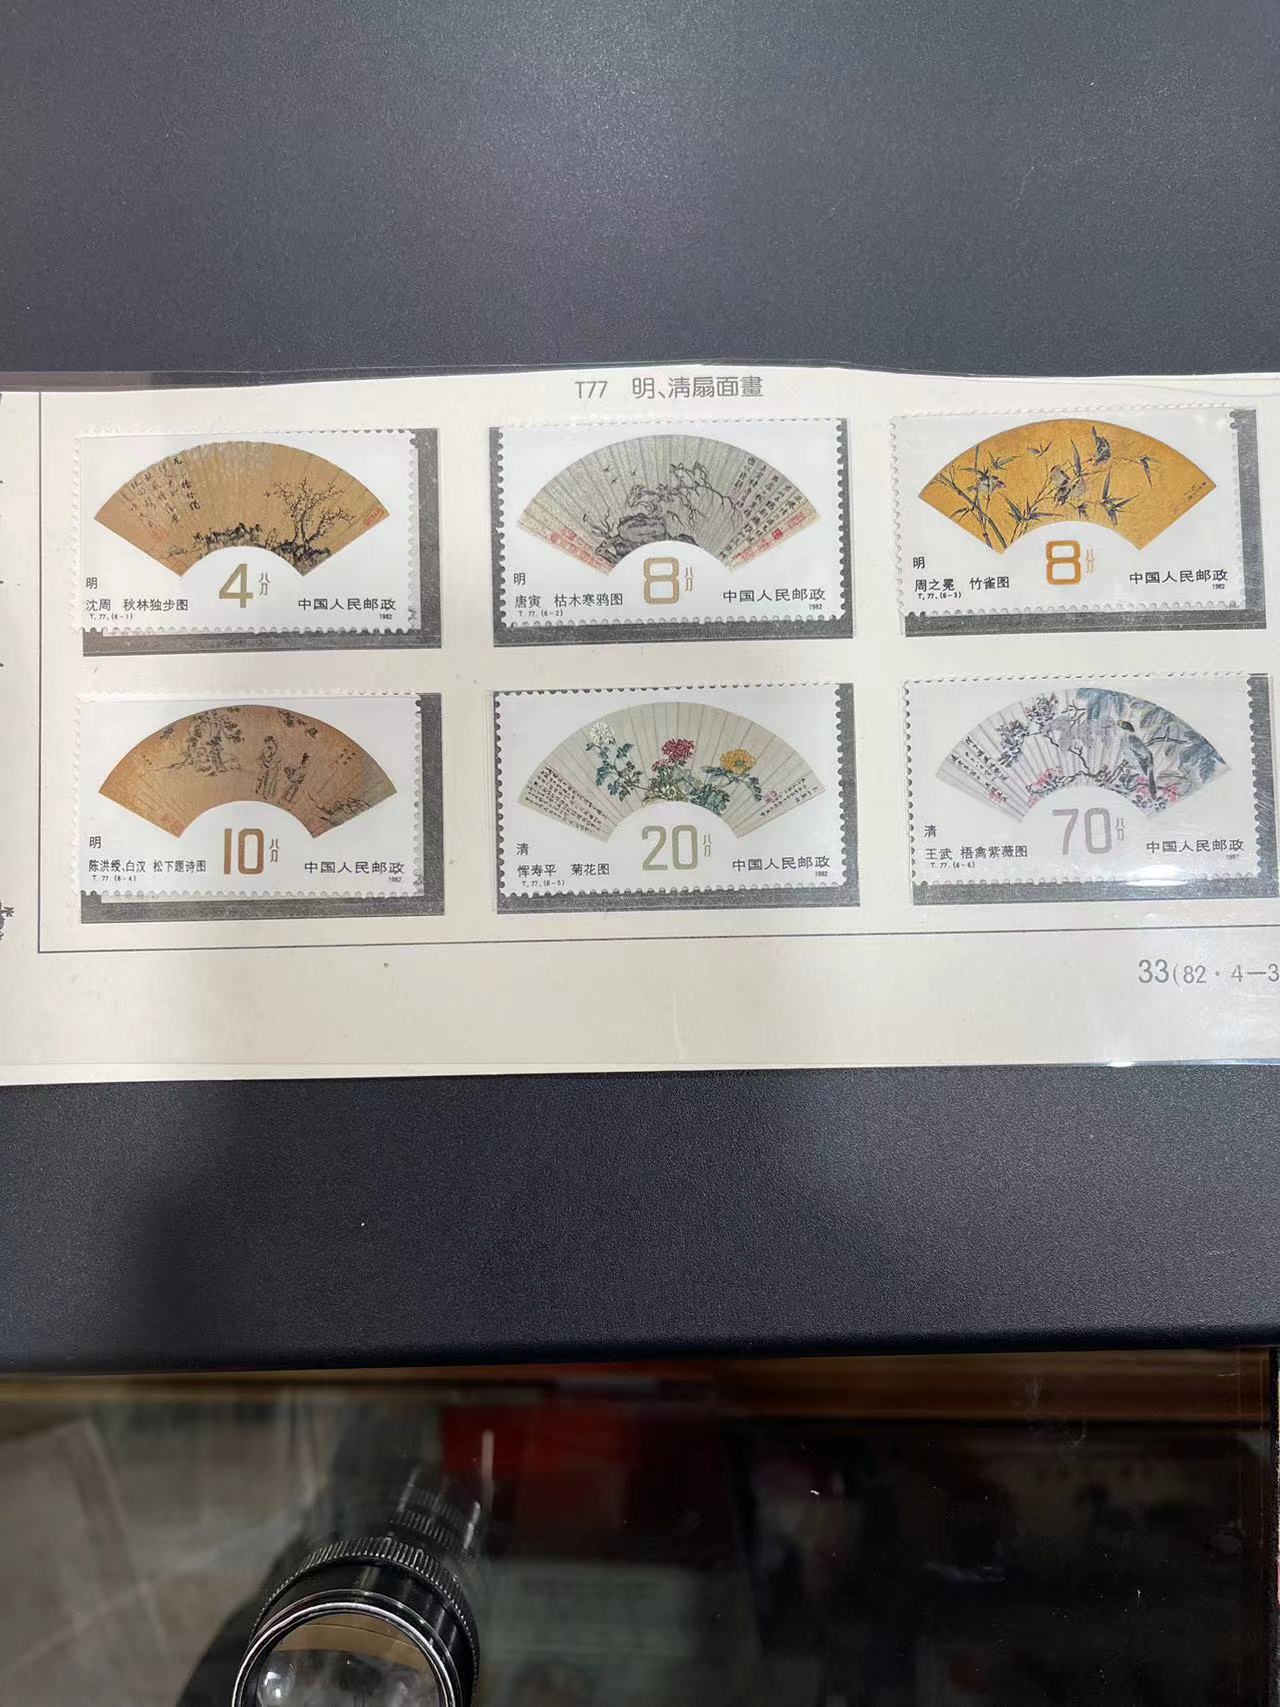 T77 明、清扇面畫
4分
明
沈周 秋林独步图
中国人民邮政
T. 77. (6-1)
1982
8分
明
唐寅 枯木寒鸦图
中国人民邮政
T. 77. (6-2)
1982
8分
明
周之冕 竹雀图
中国人民邮政
T. 77. (6-3)
1982
10分
明
陈洪绶、白汉 松下题诗图
中国人民邮政
T. 77. (6-4)
1982
20分
清
恽寿平 菊花图
中国人民邮政
T. 77. (6-5)
1982
70分
清
王武 梧禽紫薇图
中国人民邮政
T. 77. (6-6)
1982
33(82·4—3